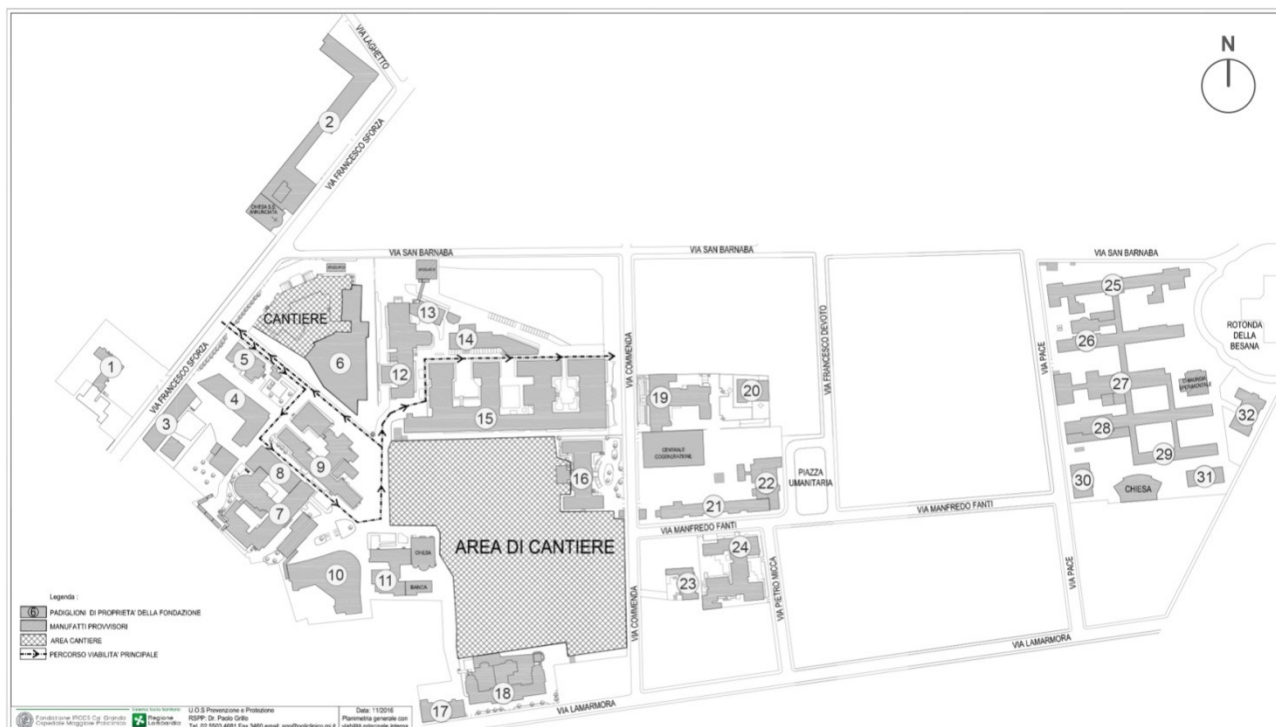 N
VIA LAGHETTO
2
VIA FRANCESCO SFORZA
CHIESA S.S.
ANNUNCIATA
VIA SAN BARNABA
VIA SAN BARNABA
VIA SAN BARNABA
CANTIERE
1
VIA FRANCESCO SFORZA
3
4
5
6
7
8
9
10
11
CHIESA
BANCA
12
13
14
15
16
AREA DI CANTIERE
17
18
VIA COMMENDA
VIA COMMENDA
19
20
CENTRALE
COGENERAZIONE
21
22
PIAZZA
UMANITARIA
VIA FRANCESCO DEVOTO
VIA MANFREDO FANTI
VIA MANFREDO FANTI
23
24
VIA PIETRO MICCA
VIA PACE
VIA PACE
VIA LAMARMORA
VIA LAMARMORA
25
26
27
28
29
30
31
32
CHIESA
ROTONDA
DELLA
BESANA
Legenda :
6 PADIGLIONI DI PROPRIETA' DELLA FONDAZIONE
MANUFATTI PROVVISORI
AREA CANTIERE
PERCORSO VIABILITA' PRINCIPALE
Fondazione IRCCS Ca' Granda
Ospedale Maggiore Policlinico
Regione
Lombardia
U.O.S Prevenzione e Protezione
RSPP: Dr. Paolo Grillo
Data: 11/2016
Planimetria generale con
viabilità principale interna